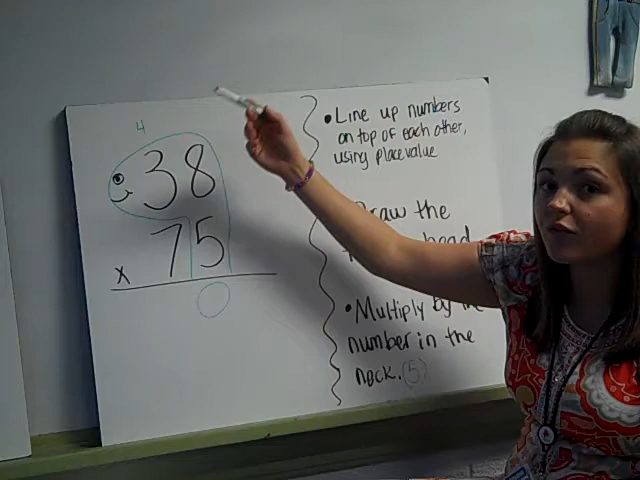 4
38
x 75
0
• Line up numbers
on top of each other,
using place value
Draw the
head
• Multiply by the
number in the
neck. (5)